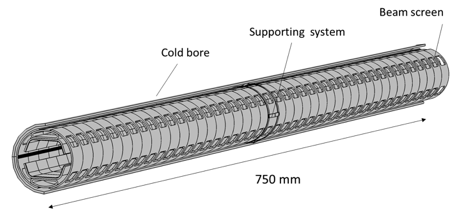 Beam screen
Supporting system
Cold bore
750 mm